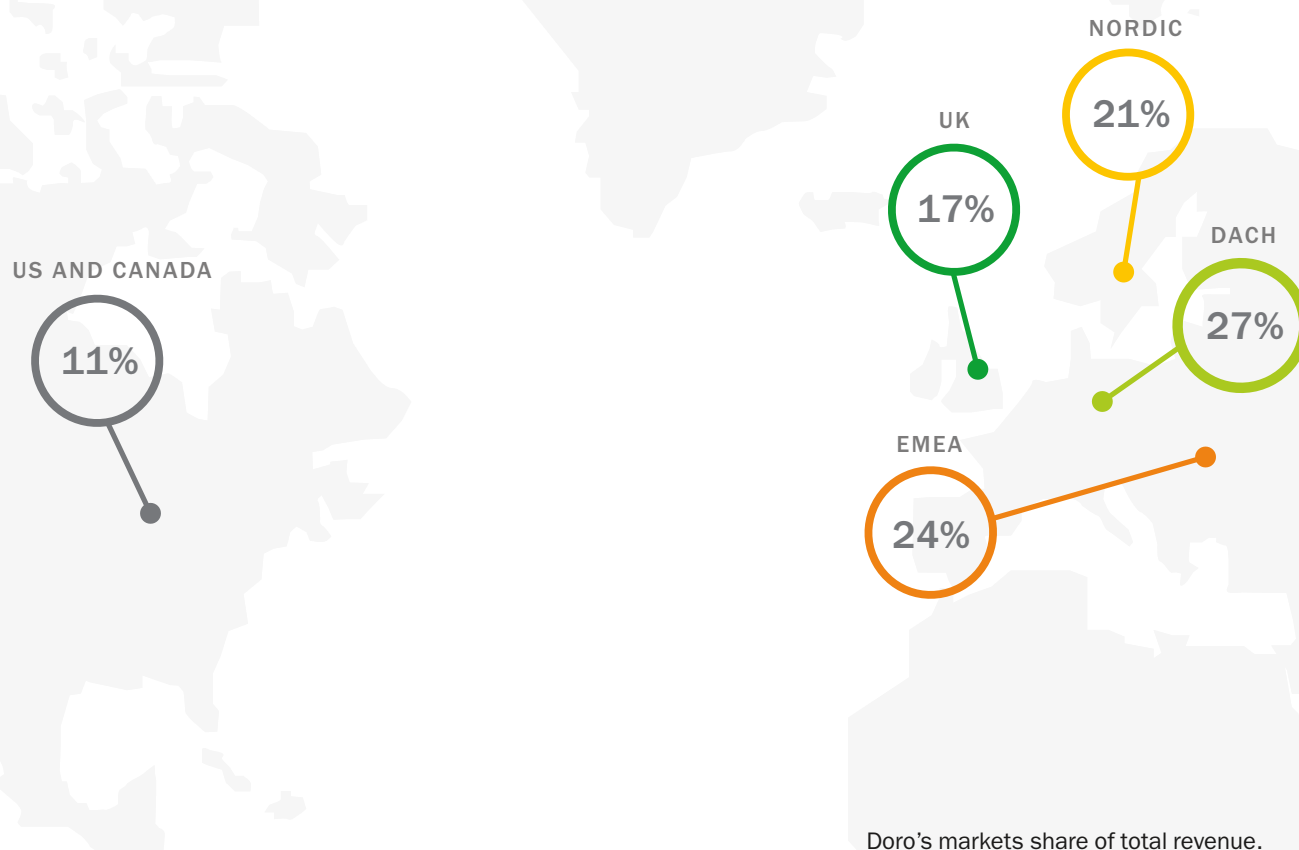 NORDIC
21%
UK
17%
DACH
27%
US AND CANADA
11%
EMEA
24%
Doro's markets share of total revenue.